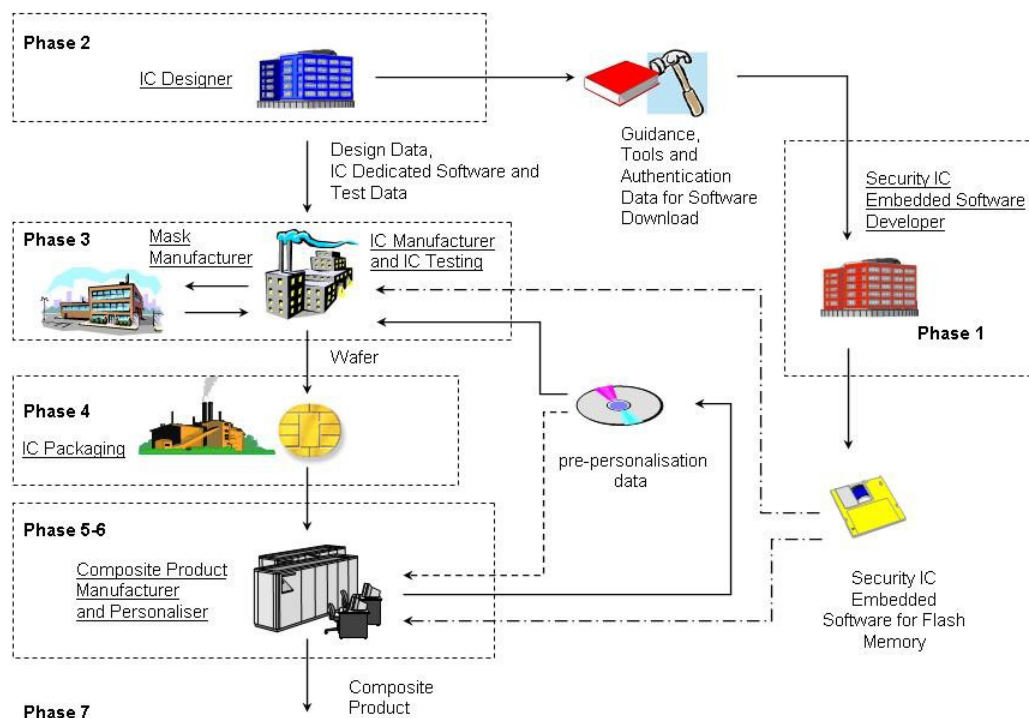 Phase 2
IC Designer
Guidance,
Tools and
Authentication
Data for Software
Download
Design Data,
IC Dedicated Software and
Test Data
Security IC
Embedded Software
Developer
Phase 1
Phase 3
Mask
Manufacturer
IC Manufacturer
and IC Testing
Wafer
Phase 4
IC Packaging
pre-personalisation
data
Phase 5-6
Composite Product
Manufacturer
and Personaliser
Security IC
Embedded
Software for Flash
Memory
Composite
Product
Phase 7